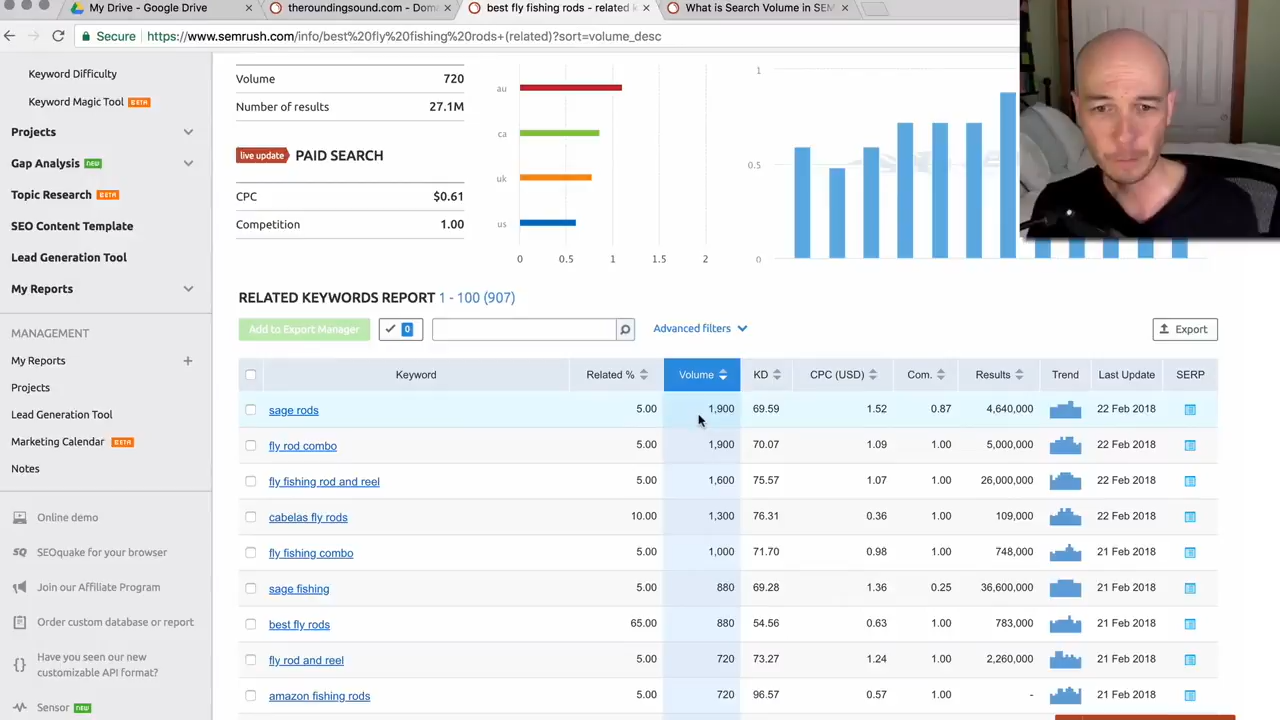 My Drive - Google Drive
theroundingsound.com - Dom
best fly fishing rods - related k
What is Search Volume in SEM
Secure
https://www.semrush.com/info/best%20fly%20fishing%20rods+(related)?sort=volume_desc
Keyword Difficulty
Keyword Magic Tool BETA
Projects
Gap Analysis NEW
Topic Research BETA
SEO Content Template
Lead Generation Tool
My Reports
MANAGEMENT
My Reports
Projects
Lead Generation Tool
Marketing Calendar BETA
Notes
Online demo
SQ SEOquake for your browser
Join our Affiliate Program
Order custom database or report
Have you seen our new
customizable API format?
Sensor NEW
Volume 720
Number of results 27.1M
live update PAID SEARCH
CPC $0.61
Competition 1.00
au
ca
uk
us
0 0.5 1 1.5 2
1
0.5
0
RELATED KEYWORDS REPORT 1 - 100 (907)
Add to Export Manager 0 Advanced filters Export
Keyword Related % Volume KD CPC (USD) Com. Results Trend Last Update SERP
sage rods 5.00 1,900 69.59 1.52 0.87 4,640,000 22 Feb 2018
fly rod combo 5.00 1,900 70.07 1.09 1.00 5,000,000 22 Feb 2018
fly fishing rod and reel 5.00 1,600 75.57 1.07 1.00 26,000,000 22 Feb 2018
cabelas fly rods 10.00 1,300 76.31 0.36 1.00 109,000 22 Feb 2018
fly fishing combo 5.00 1,000 71.70 0.98 1.00 748,000 21 Feb 2018
sage fishing 5.00 880 69.28 1.36 0.25 36,600,000 21 Feb 2018
best fly rods 65.00 880 54.56 0.63 1.00 783,000 21 Feb 2018
fly rod and reel 5.00 720 73.27 1.24 1.00 2,260,000 21 Feb 2018
amazon fishing rods 5.00 720 96.57 0.57 1.00 - 21 Feb 2018